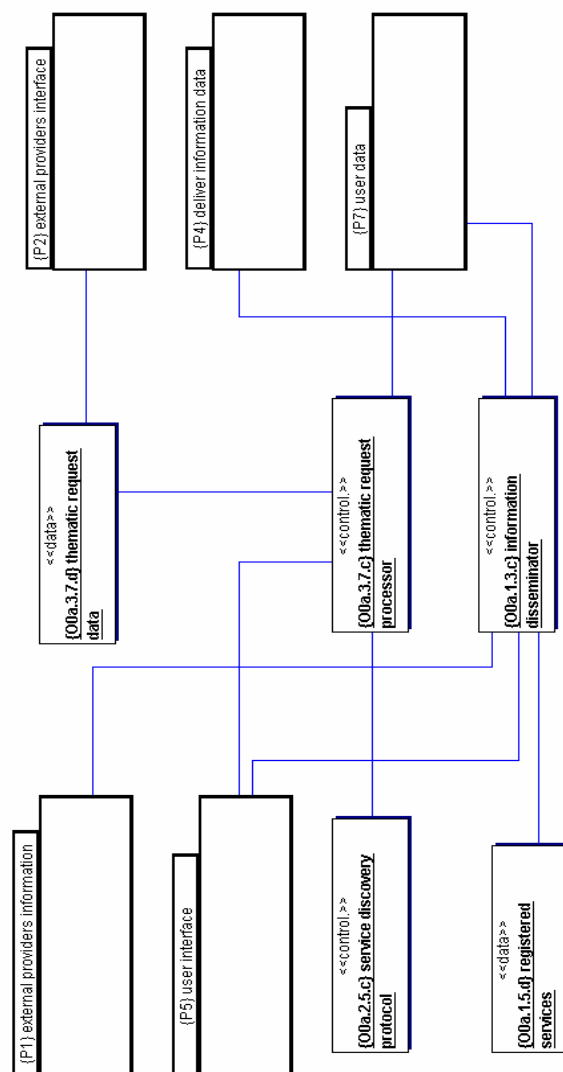 {P1} external providers information
{P2} external providers interface
<<data>>
{O0a.3.7.d} thematic request
data
{P5} user interface
{P4} deliver information data
<<control.>>
{O0a.2.5.c} service discovery
protocol
<<control.>>
{O0a.3.7.c} thematic request
processor
{P7} user data
<<data>>
{O0a.1.5.d} registered
services
<<control.>>
{O0a.1.3.c} information
disseminator